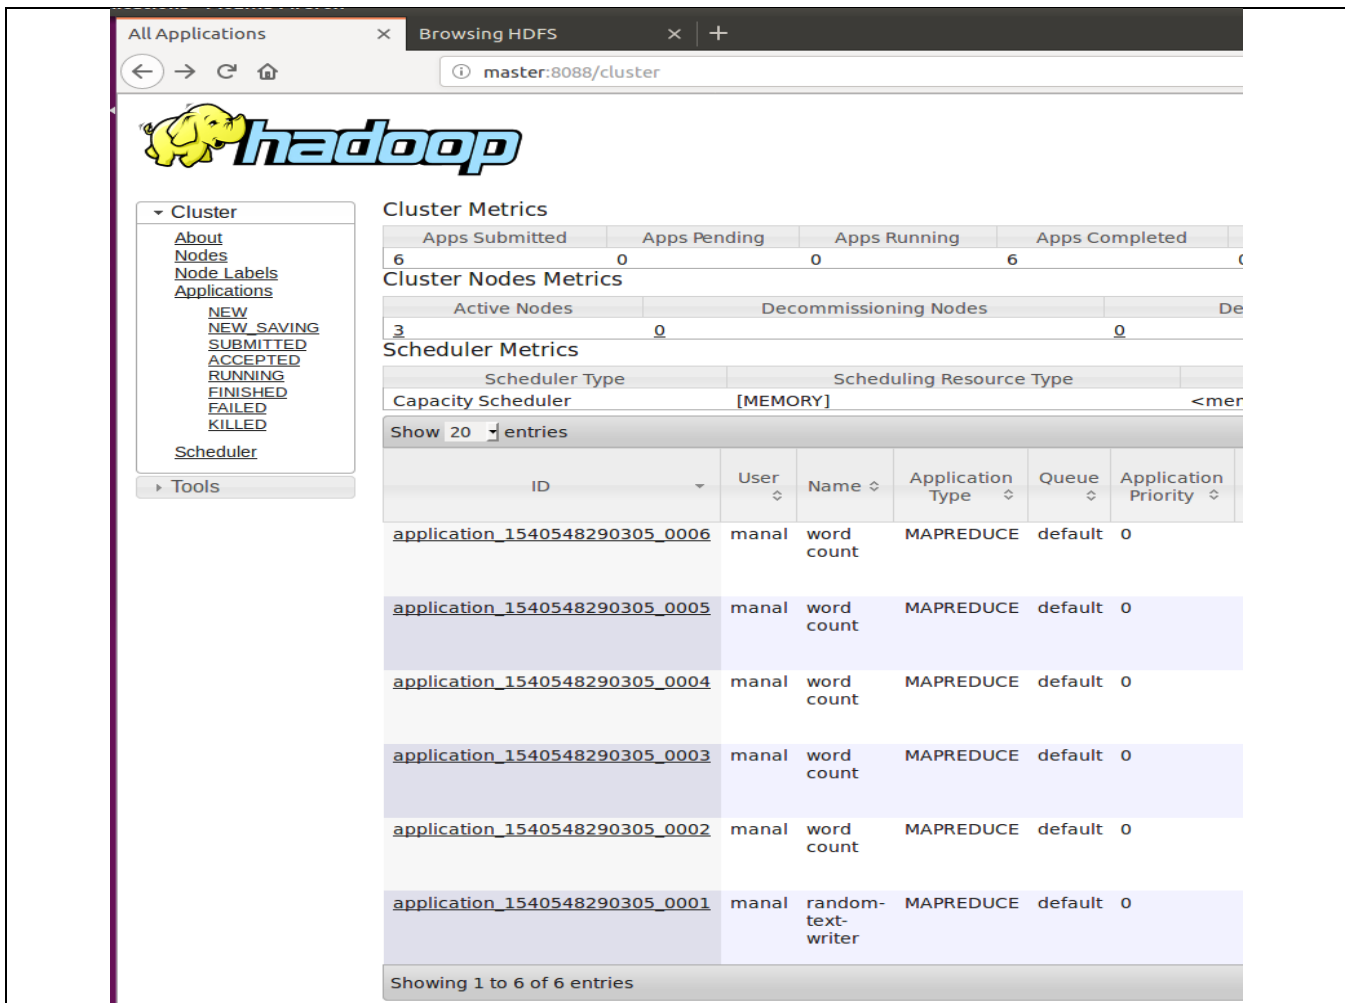 All Applications × Browsing HDFS × +
master:8088/cluster
hadoop
Cluster
About
Nodes
Node Labels
Applications
NEW
NEW_SAVING
SUBMITTED
ACCEPTED
RUNNING
FINISHED
FAILED
KILLED
Scheduler
Tools
Cluster Metrics
Apps Submitted Apps Pending Apps Running Apps Completed
6 0 0 6
Cluster Nodes Metrics
Active Nodes Decommissioning Nodes De
3 0 0
Scheduler Metrics
Scheduler Type Scheduling Resource Type
Capacity Scheduler [MEMORY] <mer
Show 20 entries
ID User Name Application Type Queue Application Priority
application_1540548290305_0006 manal word MAPREDUCE default 0
count
application_1540548290305_0005 manal word MAPREDUCE default 0
count
application_1540548290305_0004 manal word MAPREDUCE default 0
count
application_1540548290305_0003 manal word MAPREDUCE default 0
count
application_1540548290305_0002 manal word MAPREDUCE default 0
count
application_1540548290305_0001 manal random- MAPREDUCE default 0
text-
writer
Showing 1 to 6 of 6 entries